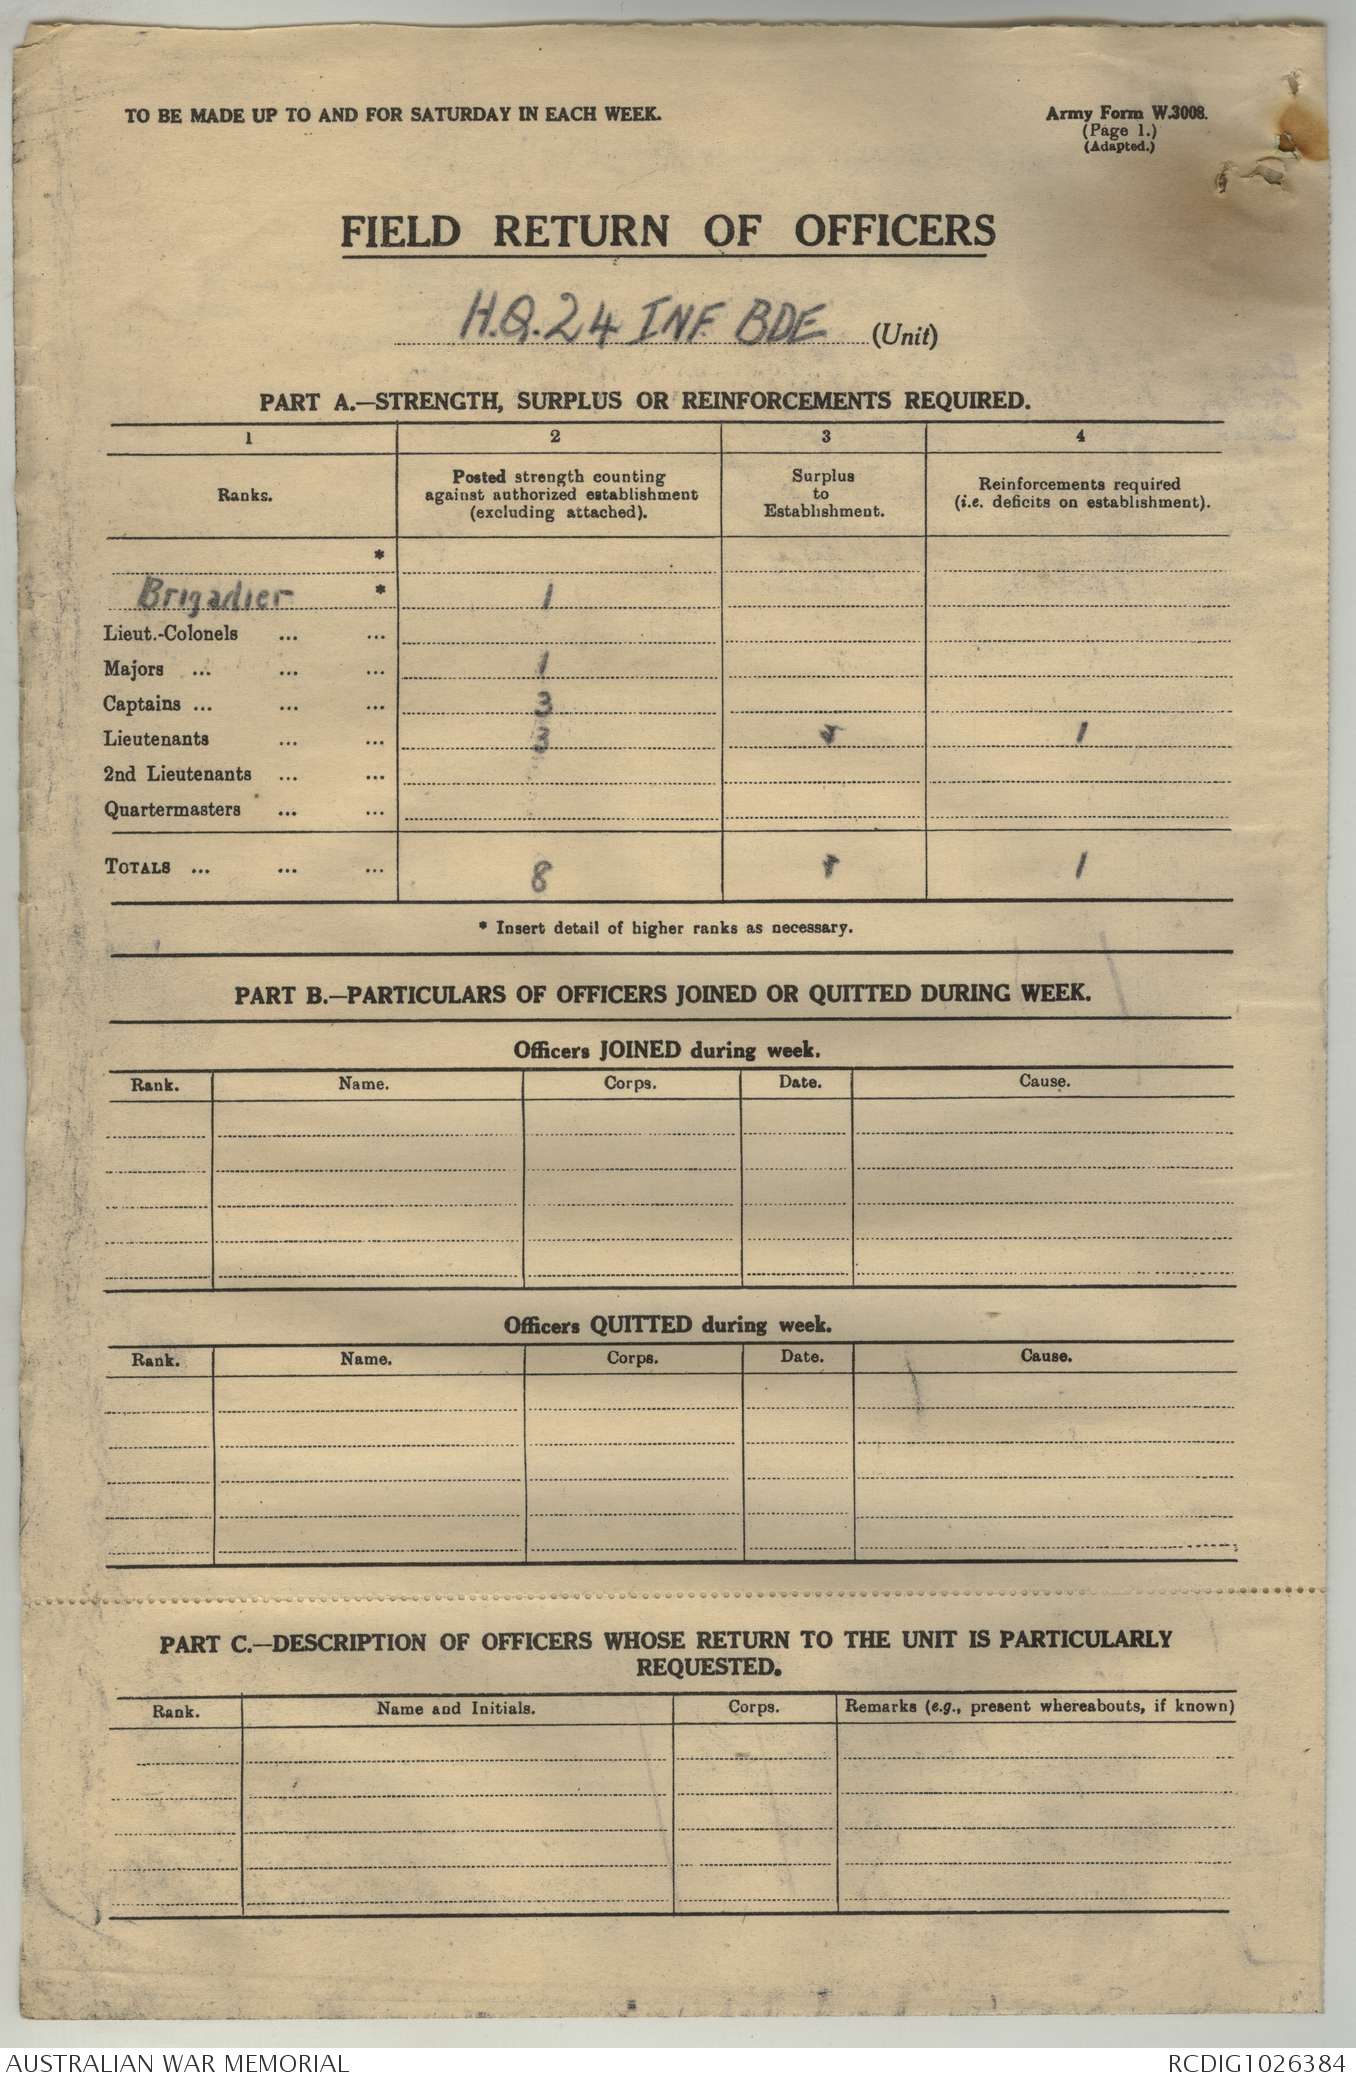 TO BE MADE UP TO AND FOR SATURDAY IN EACH WEEK.
Army Form W.3008.
(Page 1.)
(Adapted.)
FIELD RETURN OF OFFICERS
H.Q. 24 INF. BDE (Unit)
PART A.—STRENGTH, SURPLUS OR REINFORCEMENTS REQUIRED.
1 2 3 4
Ranks.
Posted strength counting
against authorized establishment
(excluding attached).
Surplus
to
Establishment.
Reinforcements required
(i.e. deficits on establishment).
*
Brigadier * 1
Lieut.-Colonels ... ...
Majors ... ... ... 1
Captains ... ... ... 3
Lieutenants ... ... 3 1
2nd Lieutenants ... ...
Quartermasters ... ...
TOTALS ... ... ... 8 1
* Insert detail of higher ranks as necessary.
PART B.—PARTICULARS OF OFFICERS JOINED OR QUITTED DURING WEEK.
Officers JOINED during week.
Rank. Name. Corps. Date. Cause.
Officers QUITTED during week.
Rank. Name. Corps. Date. Cause.
PART C.—DESCRIPTION OF OFFICERS WHOSE RETURN TO THE UNIT IS PARTICULARLY
REQUESTED.
Rank. Name and Initials. Corps. Remarks (e.g., present whereabouts, if known)
AUSTRALIAN WAR MEMORIAL
RCDIG1026384